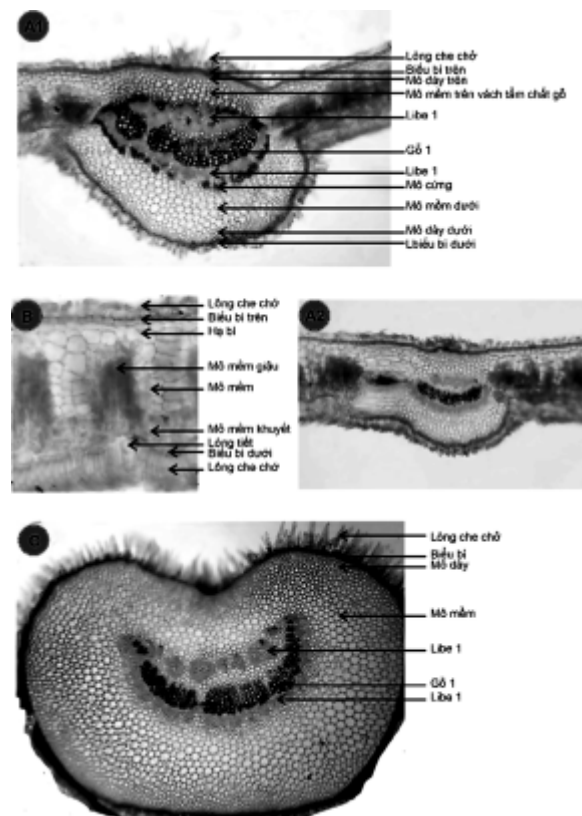 A1
Lông che chở
Biểu bì trên
Mô dày trên
Mô mềm trên vách tẩm chất gỗ
Libe 1
Gỗ 1
Libe 1
Mô cứng
Mô mềm dưới
Mô dày dưới
Lbiểu bì dưới
B
Lông che chở
Biểu bì trên
Hạ bì
Mô mềm giậu
Mô mềm
Mô mềm khuyết
Lông tiết
Biểu bì dưới
Lông che chở
A2
C
Lông che chở
Biểu bì
Mô dày
Mô mềm
Libe 1
Gỗ 1
Libe 1